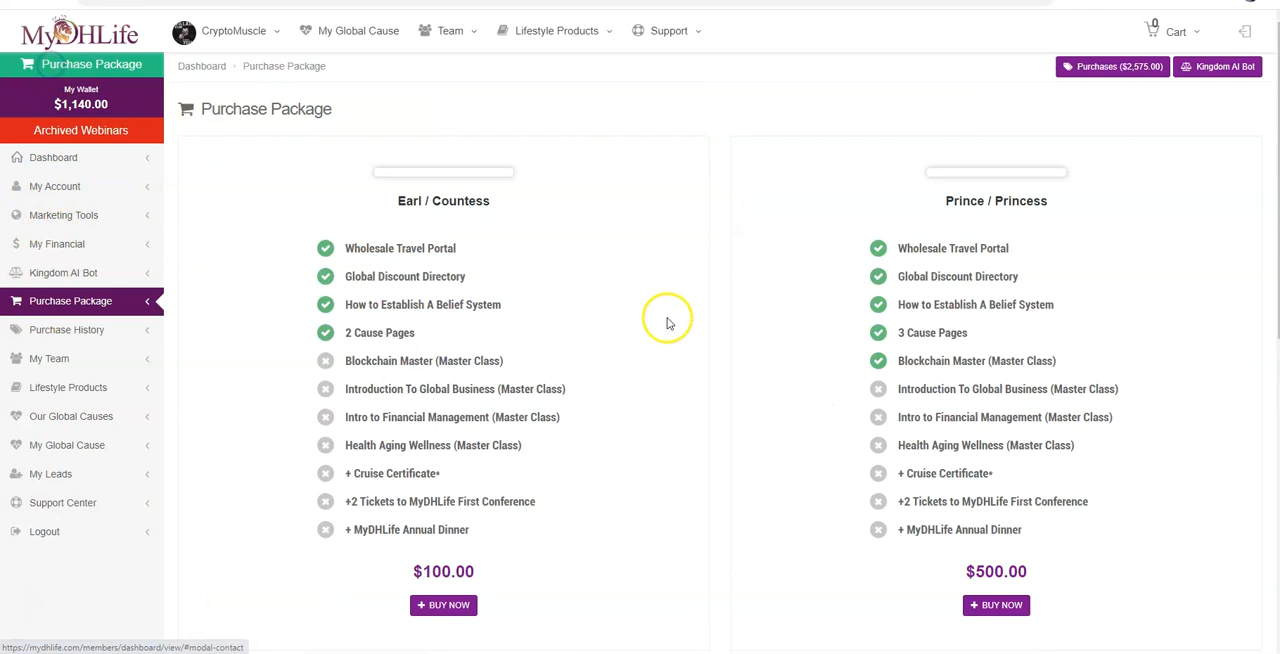 MyDHLife
CryptoMuscle
My Global Cause
Team
Lifestyle Products
Support
0
Cart
Purchase Package
My Wallet
$1,140.00
Archived Webinars
Dashboard
My Account
Marketing Tools
My Financial
Kingdom AI Bot
Purchase Package
Purchase History
My Team
Lifestyle Products
Our Global Causes
My Global Cause
My Leads
Support Center
Logout
Dashboard
Purchase Package
Purchases ($2,575.00)
Kingdom AI Bot
Purchase Package
Earl / Countess
Wholesale Travel Portal
Global Discount Directory
How to Establish A Belief System
2 Cause Pages
Blockchain Master (Master Class)
Introduction To Global Business (Master Class)
Intro to Financial Management (Master Class)
Health Aging Wellness (Master Class)
+ Cruise Certificate*
+2 Tickets to MyDHLife First Conference
+ MyDHLife Annual Dinner
$100.00
+ BUY NOW
Prince / Princess
Wholesale Travel Portal
Global Discount Directory
How to Establish A Belief System
3 Cause Pages
Blockchain Master (Master Class)
Introduction To Global Business (Master Class)
Intro to Financial Management (Master Class)
Health Aging Wellness (Master Class)
+ Cruise Certificate*
+2 Tickets to MyDHLife First Conference
+ MyDHLife Annual Dinner
$500.00
+ BUY NOW
https://mydhlife.com/members/dashboard/view/#modal-contact